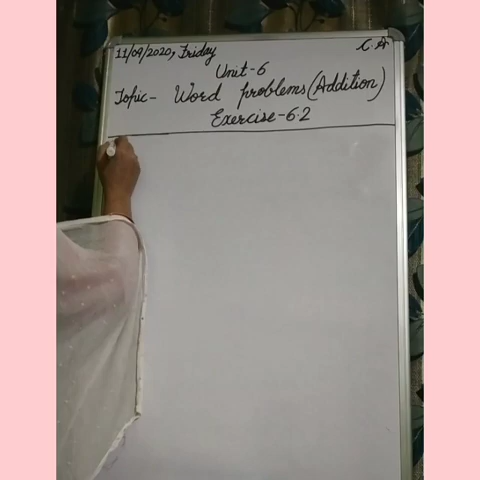 11/09/2020, Friday C.A
Unit-6
Topic- Word problems (Addition)
Exercise-6.2